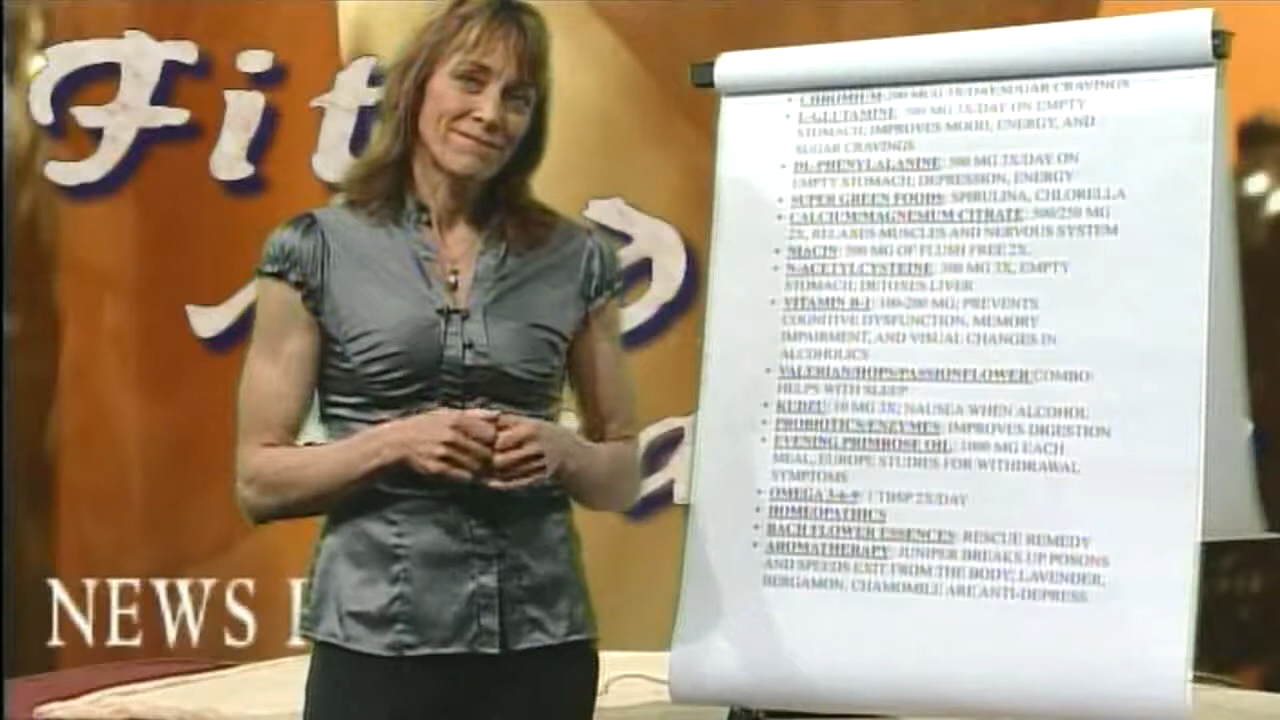 Fit
NEWS
• CHROMIUM: 200 MCG 3X/DAY, SUGAR CRAVINGS
• L-GLUTAMINE: 500 MG 3X/DAY ON EMPTY
STOMACH; IMPROVES MOOD, ENERGY, AND
SUGAR CRAVINGS
• DL-PHENYLALANINE: 500 MG 2X/DAY ON
EMPTY STOMACH; DEPRESSION, ENERGY
• SUPER GREEN FOODS: SPIRULINA, CHLORELLA
• CALCIUM/MAGNESIUM CITRATE: 500/250 MG
2X, RELAXES MUSCLES AND NERVOUS SYSTEM
• NIACIN: 500 MG OF FLUSH FREE 2X.
• N-ACETYLCYSTEINE: 500 MG 3X, EMPTY
STOMACH; DETOXES LIVER
• VITAMIN B-1: 100-200 MG; PREVENTS
COGNITIVE DYSFUNCTION, MEMORY
IMPAIRMENT, AND VISUAL CHANGES IN
ALCOHOLICS
• VALERIAN/HOPS/PASSIONFLOWER COMBO:
HELPS WITH SLEEP
• KUDZU: 10 MG 3X; NAUSEA WHEN ALCOHOL
• PROBIOTICS/ENZYMES: IMPROVES DIGESTION
• EVENING PRIMROSE OIL: 1000 MG EACH
MEAL, EUROPE STUDIES FOR WITHDRAWAL
SYMPTOMS
• OMEGA 3-6-9: 1 TBSP 2X/DAY
• HOMEOPATHICS
• BACH FLOWER ESSENCES: RESCUE REMEDY
• AROMATHERAPY: JUNIPER BREAKS UP POISONS
AND SPEEDS EXIT FROM THE BODY; LAVENDER,
BERGAMON, CHAMOMILE ARE ANTI-DEPRESS